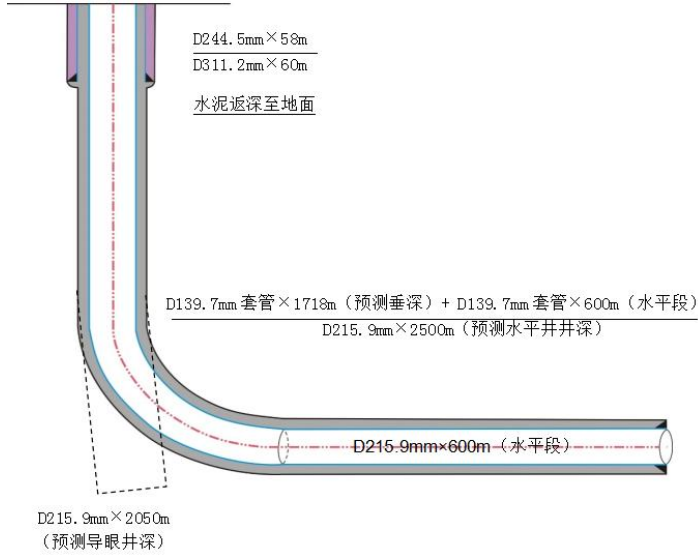 D244.5mm×58m
D311.2mm×60m
水泥返深至地面
D139.7mm套管×1718m（预测垂深）+ D139.7mm套管×600m（水平段）
D215.9mm×2500m（预测水平井井深）
D215.9mm×600m（水平段）
D215.9mm×2050m
（预测导眼井深）